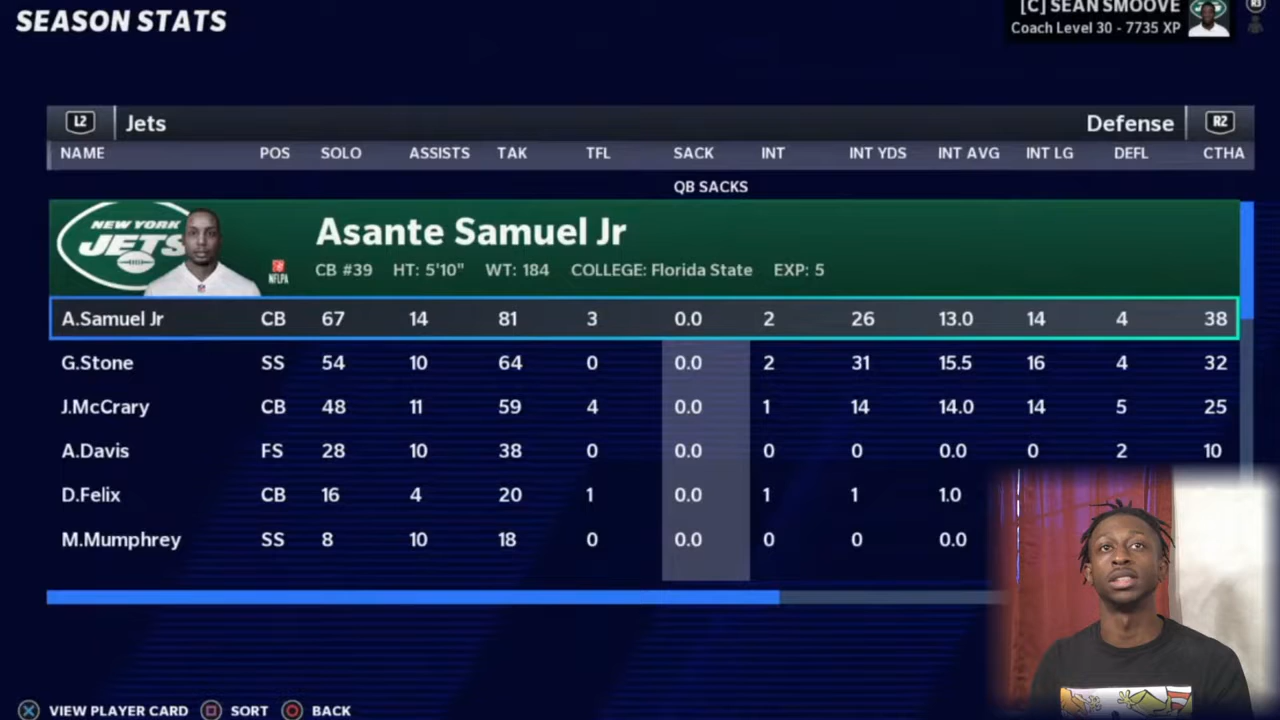 SEASON STATS
[C] SEAN SMOOVE
Coach Level 30 - 7735 XP
R3
L2 Jets Defense R2
NAME POS SOLO ASSISTS TAK TFL SACK INT INT YDS INT AVG INT LG DEFL CTHA
QB SACKS
NEW YORK
JETS
NFLPA
Asante Samuel Jr
CB #39 HT: 5'10" WT: 184 COLLEGE: Florida State EXP: 5
A.Samuel Jr CB 67 14 81 3 0.0 2 26 13.0 14 4 38
G.Stone SS 54 10 64 0 0.0 2 31 15.5 16 4 32
J.McCrary CB 48 11 59 4 0.0 1 14 14.0 14 5 25
A.Davis FS 28 10 38 0 0.0 0 0 0.0 0 2 10
D.Felix CB 16 4 20 1 0.0 1 1 1.0
M.Mumphrey SS 8 10 18 0 0.0 0 0 0.0
VIEW PLAYER CARD SORT BACK